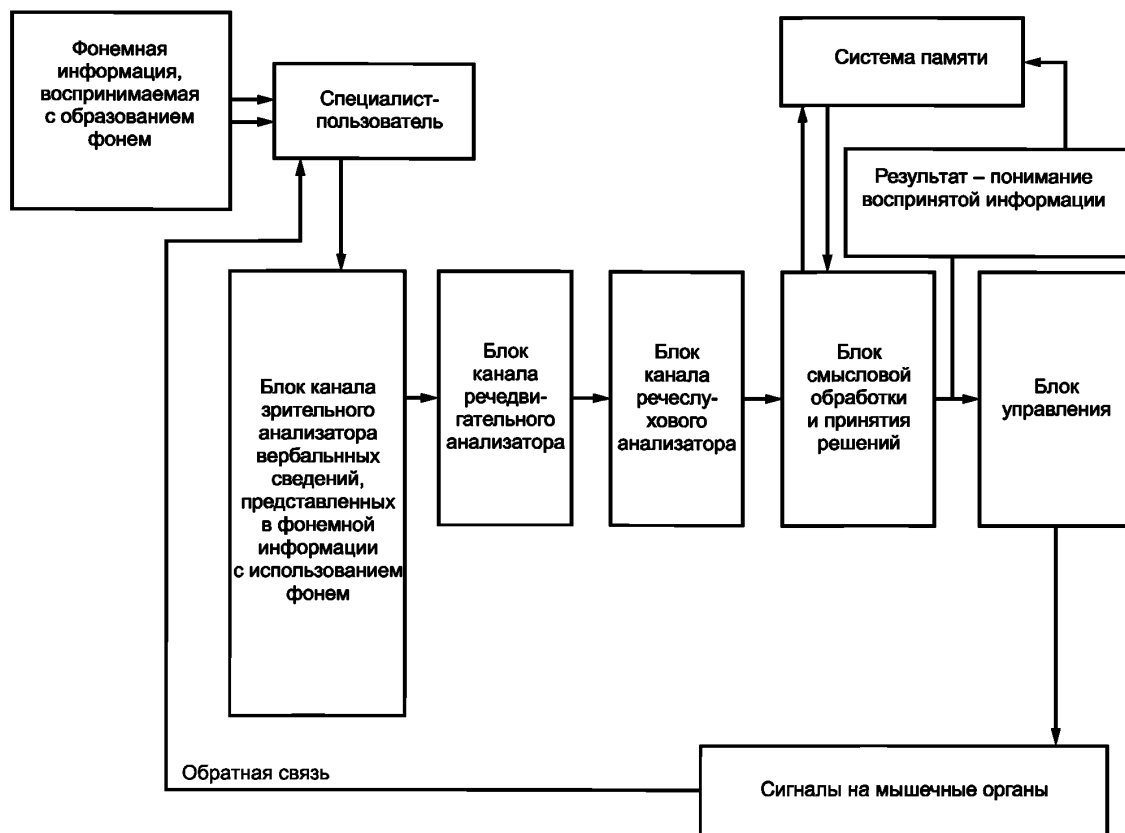 Фонемная
информация,
воспринимаемая
с образованием
фонем
Специалист-
пользователь
Система памяти
Результат – понимание
воспринятой информации
Блок канала
зрительного
анализатора
вербальнных
сведений,
представленных
в фонемной
информации
с использованием
фонем
Блок
канала
речедви-
гательного
анализатора
Блок
канала
речеслу-
хового
анализатора
Блок
смысловой
обработки
и принятия
решений
Блок
управления
Обратная связь
Сигналы на мышечные органы